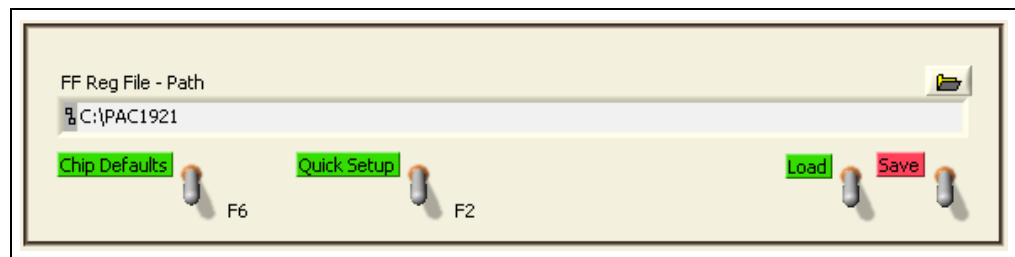 FF Reg File - Path
C:\PAC1921
Chip Defaults Quick Setup Load Save
F6 F2